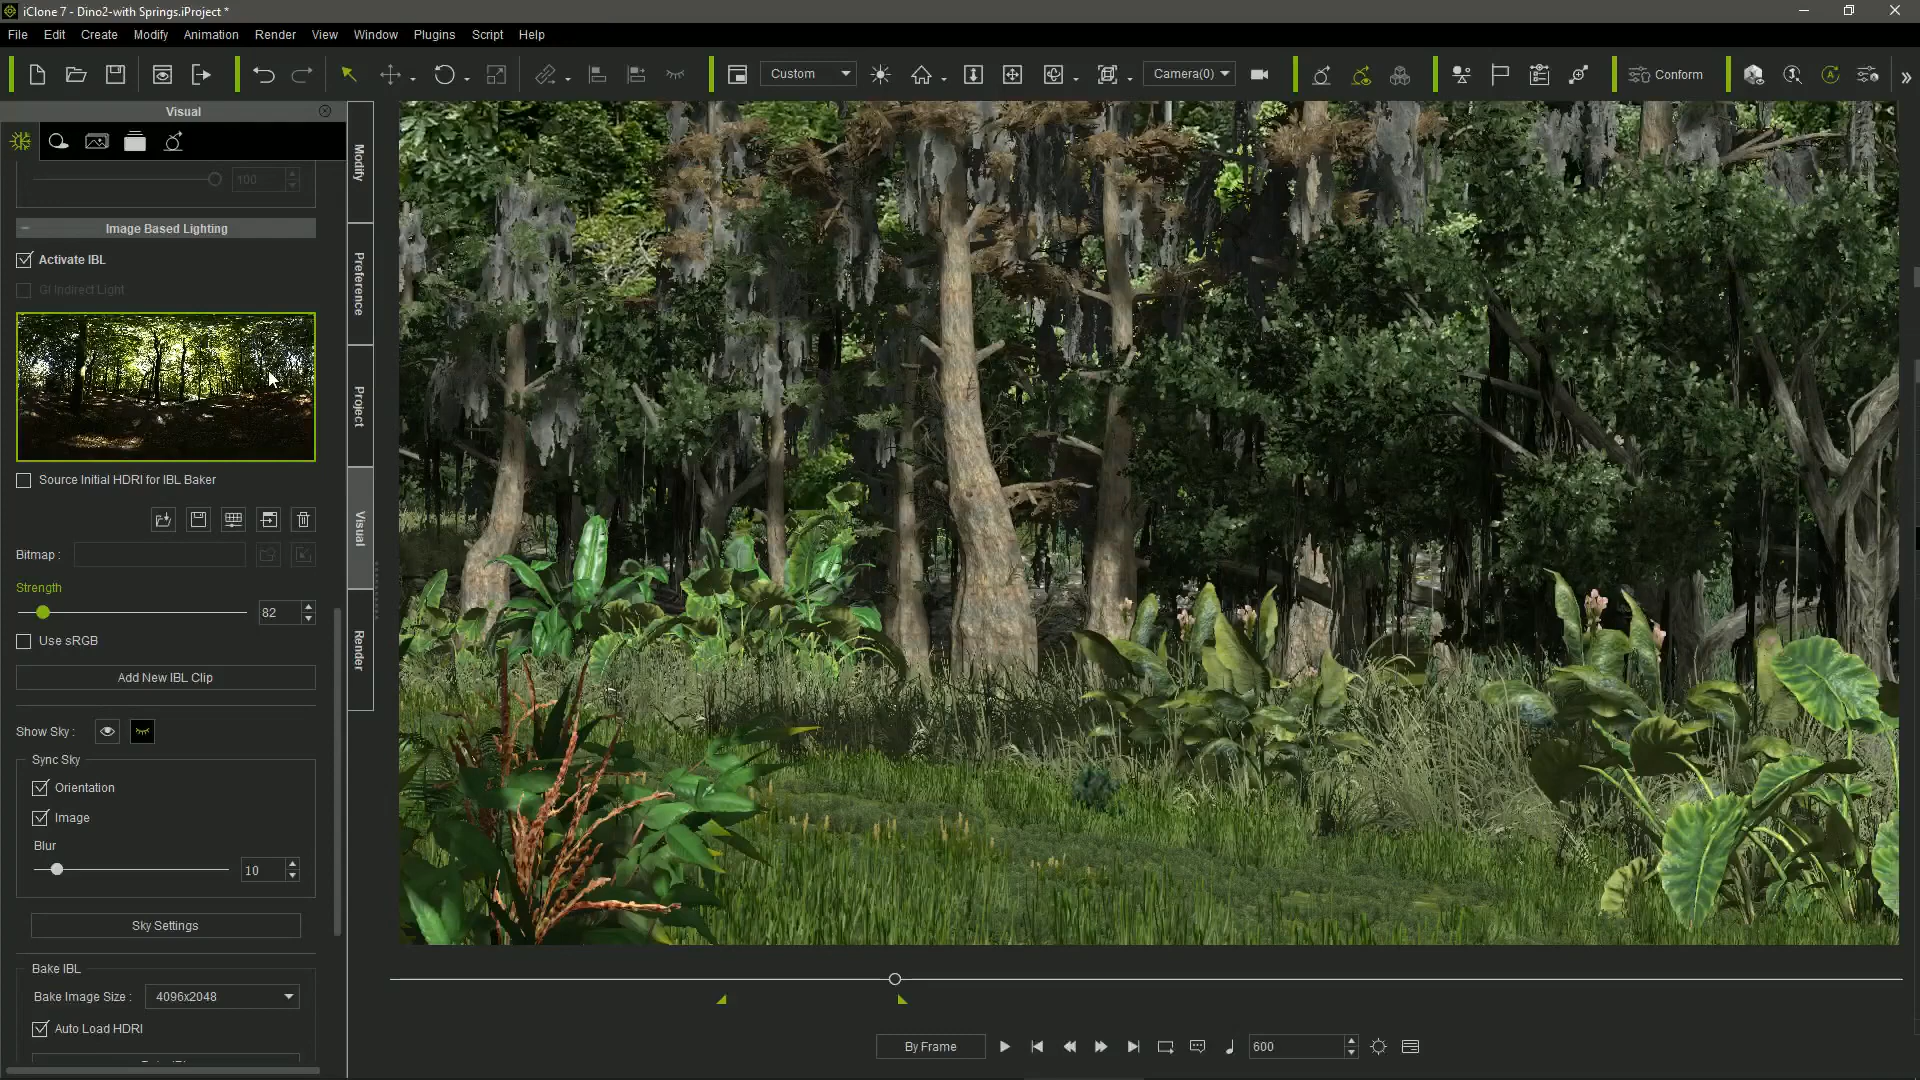 iClone 7 - Dino2-with Springs.iProject *
File Edit Create Modify Animation Render View Window Plugins Script Help
Custom Camera(0) Conform
Visual
100
Image Based Lighting
Activate IBL
GI Indirect Light
Source Initial HDRI for IBL Baker
Bitmap :
Strength
82
Use sRGB
Add New IBL Clip
Show Sky :
Sync Sky
Orientation
Image
Blur
10
Sky Settings
Bake IBL
Bake Image Size : 4096x2048
Auto Load HDRI
Modify
Preference
Project
Visual
Render
By Frame 600